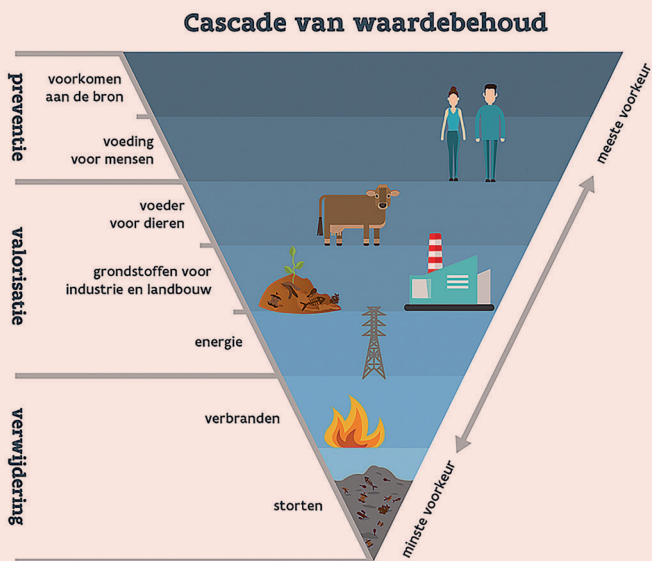 Cascade van waardebehoud
preventie
voorkomen
aan de bron
voeding
voor mensen
valorisatie
voeder
voor dieren
grondstoffen voor
industrie en landbouw
energie
verwijdering
verbranden
storten
meeste voorkeur
minste voorkeur